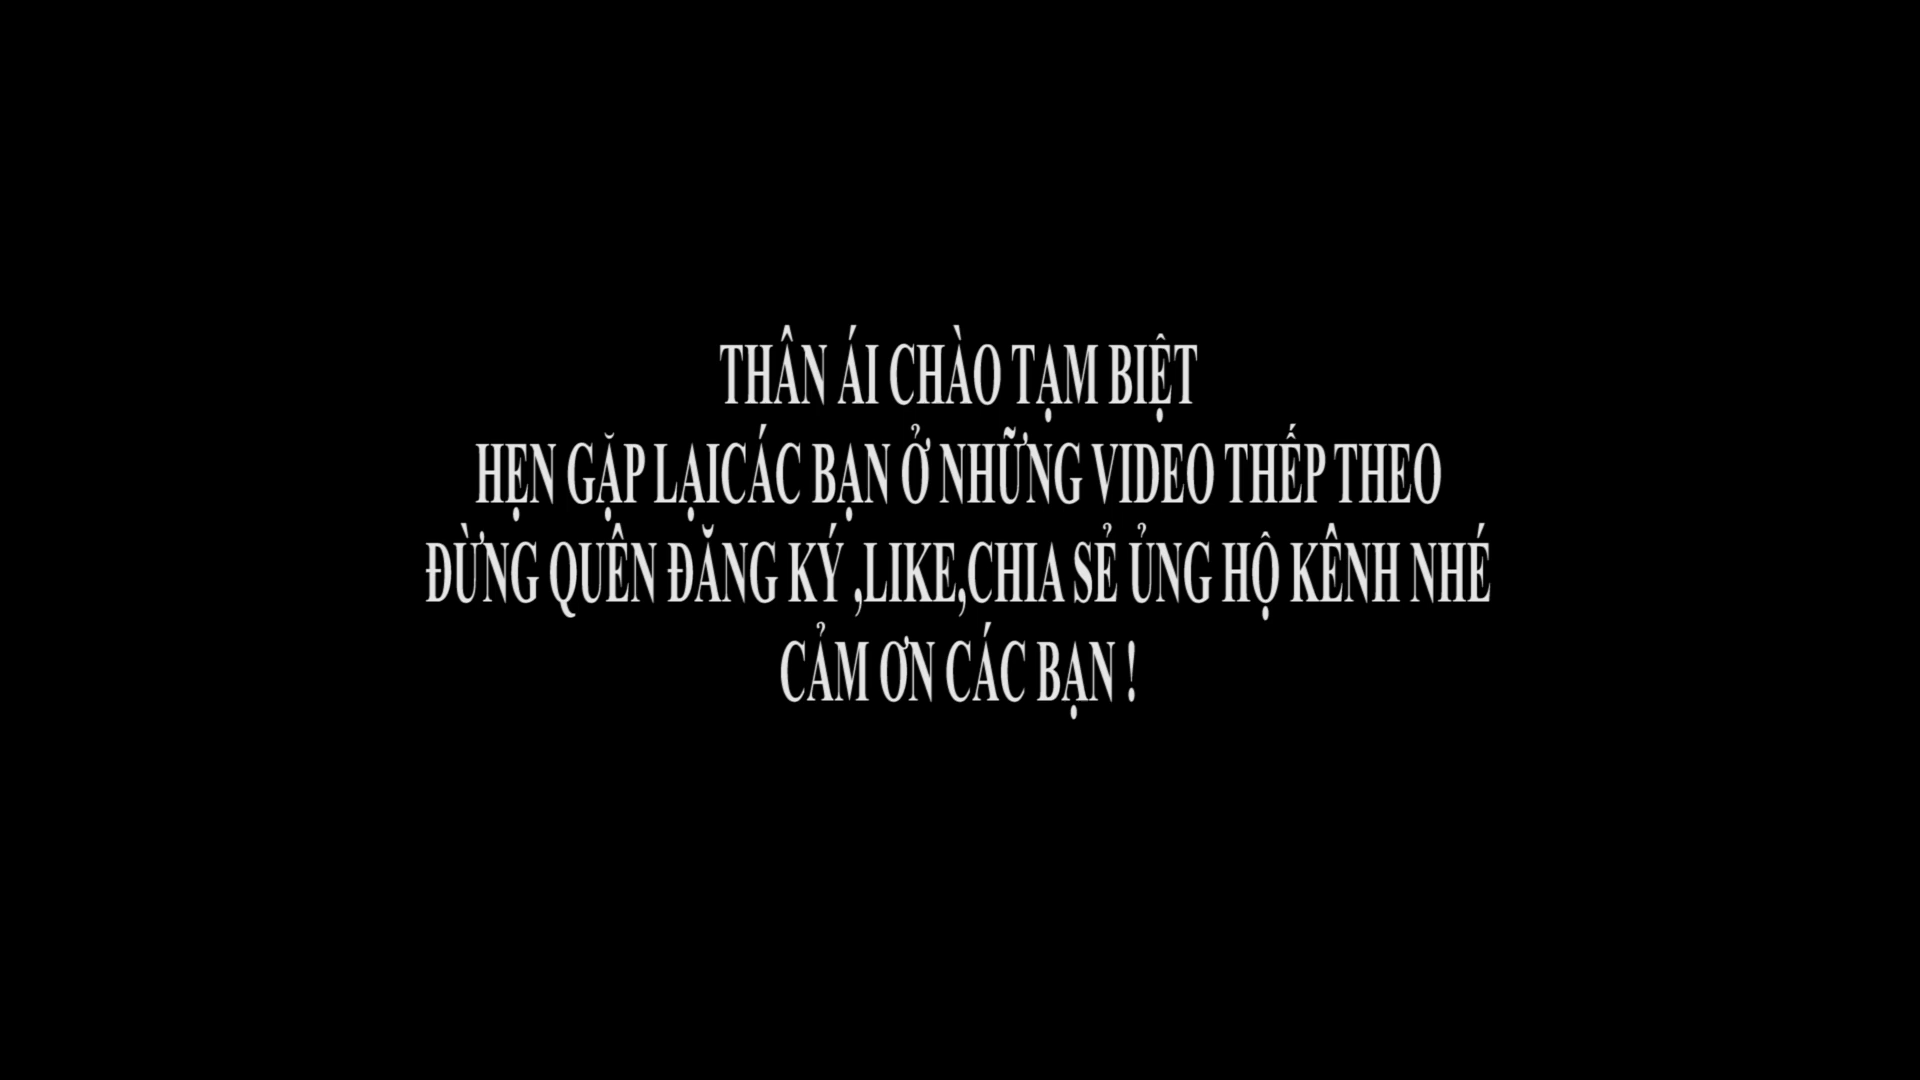 THÂN ÁI CHÀO TẠM BIỆT
HẸN GẶP LẠICÁC BẠN Ở NHỮNG VIDEO THẾP THEO
ĐỪNG QUÊN ĐĂNG KÝ ,LIKE,CHIA SẺ ỦNG HỘ KÊNH NHÉ
CẢM ƠN CÁC BẠN !